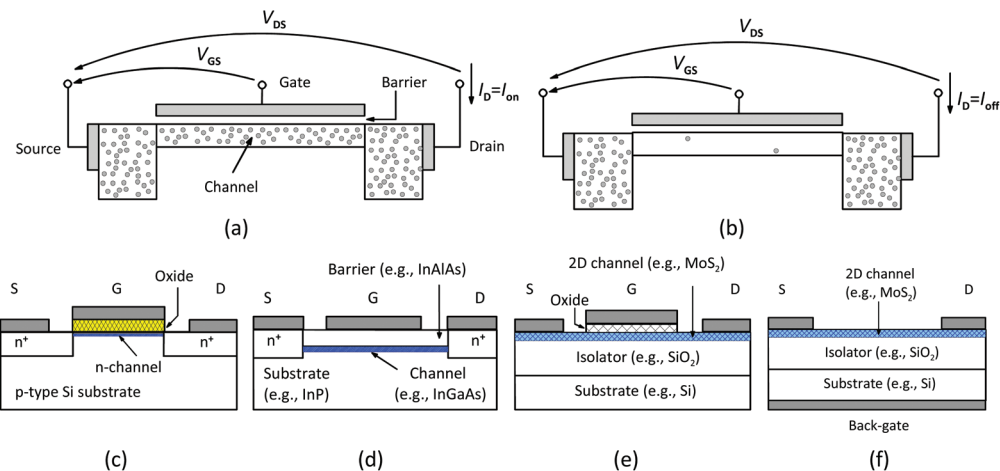 V_DS
V_GS
Gate
Barrier
I_D=I_on
Source
Drain
Channel
(a)
V_DS
V_GS
I_D=I_off
(b)
S
G
D
Oxide
n+
n+
n-channel
p-type Si substrate
(c)
Barrier (e.g., InAlAs)
S
G
D
n+
n+
Substrate
(e.g., InP)
Channel
(e.g., InGaAs)
(d)
2D channel (e.g., MoS2)
S
G
D
Oxide
Isolator (e.g., SiO2)
Substrate (e.g., Si)
(e)
2D channel
(e.g., MoS2)
S
D
Isolator (e.g., SiO2)
Substrate (e.g., Si)
Back-gate
(f)